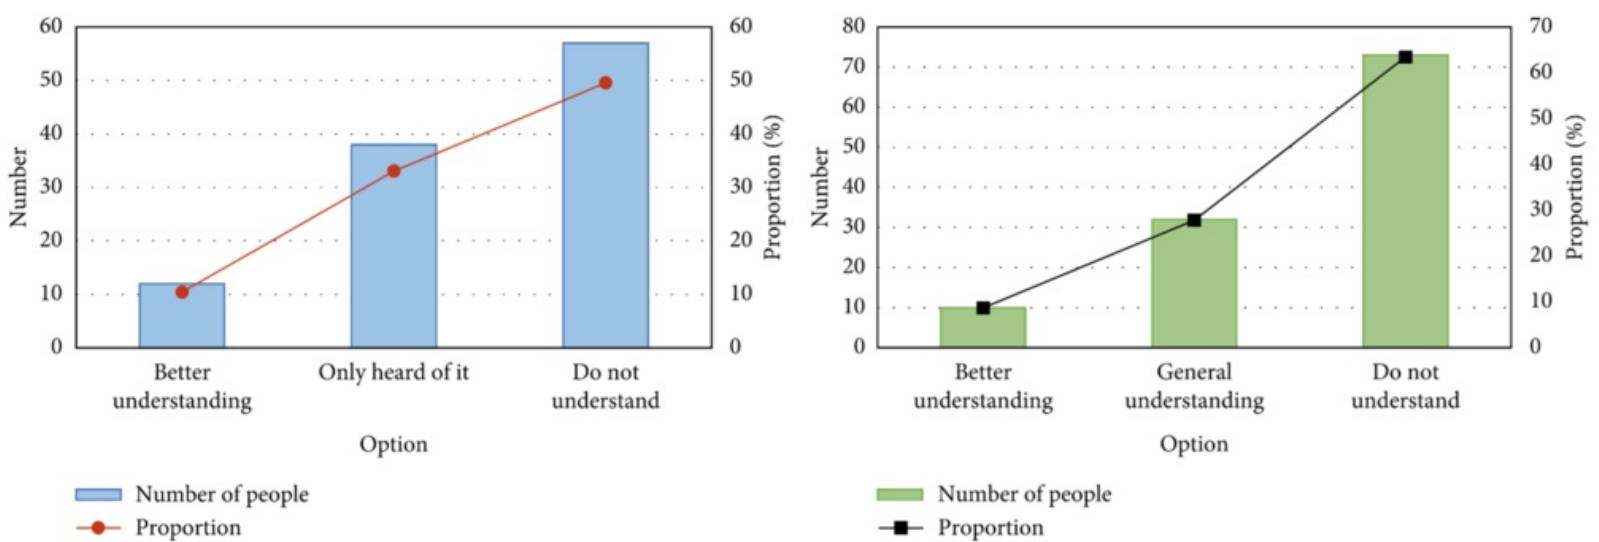 60
50
40
30
20
10
0
Number
60
50
40
30
20
10
0
Proportion (%)
Better
understanding
Only heard of it
Do not
understand
Option
Number of people
Proportion
80
70
60
50
40
30
20
10
0
Number
70
60
50
40
30
20
10
0
Proportion (%)
Better
understanding
General
understanding
Do not
understand
Option
Number of people
Proportion